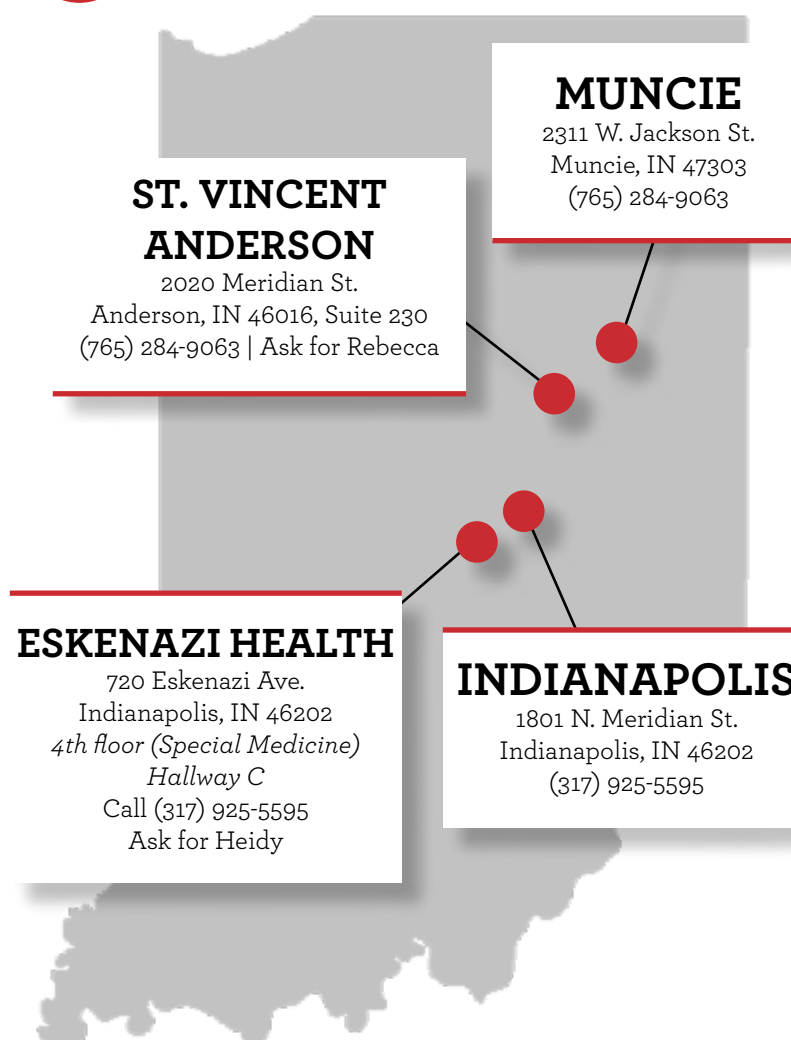 MUNCIE
2311 W. Jackson St.
Muncie, IN 47303
(765) 284-9063
ST. VINCENT
ANDERSON
2020 Meridian St.
Anderson, IN 46016, Suite 230
(765) 284-9063 | Ask for Rebecca
ESKENAZI HEALTH
720 Eskenazi Ave.
Indianapolis, IN 46202
4th floor (Special Medicine)
Hallway C
Call (317) 925-5595
Ask for Heidy
INDIANAPOLIS
1801 N. Meridian St.
Indianapolis, IN 46202
(317) 925-5595